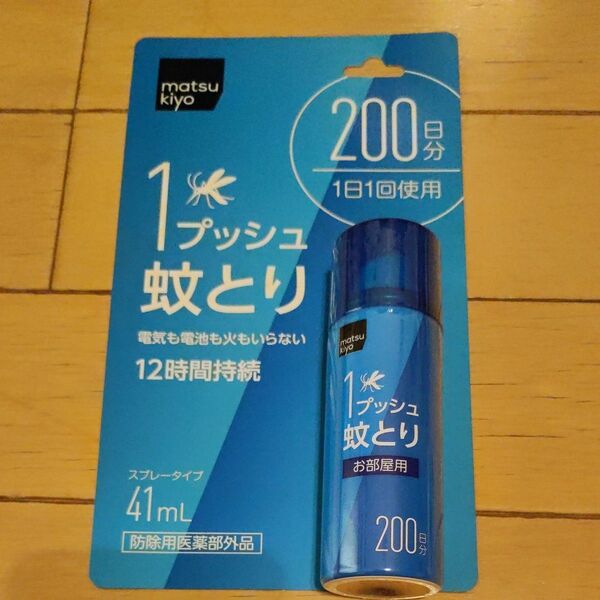 matsu
kiyo
200日分
1日1回使用
1プッシュ
蚊とり
電気も電池も火もいらない
12時間持続
スプレータイプ
41mL
防除用医薬部外品
matsu
kiyo
1プッシュ
蚊とり
お部屋用
200日分